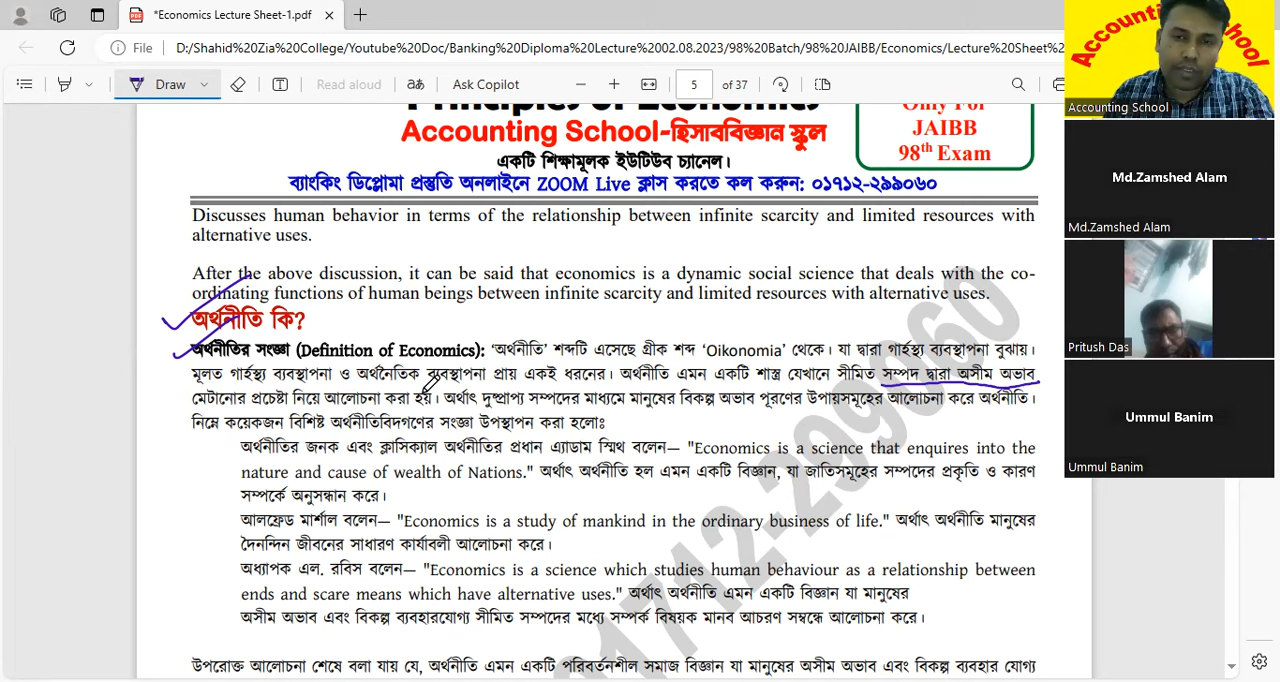 *Economics Lecture Sheet-1.pdf
File D:/Shahid%20Zia%20College/Youtube%20Doc/Banking%20Diploma%20Lecture%2002.08.2023/98%20Batch/98%20JAIBB/Economics/Lecture%20Sheet%2
Draw Read aloud aあ Ask Copilot 5 of 37
Principles of Economics
Accounting School-হিসাববিজ্ঞান স্কুল
একটি শিক্ষামূলক ইউটিউব চ্যানেল।
ব্যাংকিং ডিপ্লোমা প্রস্তুতি অনলাইনে ZOOM Live ক্লাস করতে কল করুন: ০১৭১২-২৯৯০৬০
Only For
JAIBB
98th Exam
Discusses human behavior in terms of the relationship between infinite scarcity and limited resources with
alternative uses.
After the above discussion, it can be said that economics is a dynamic social science that deals with the co-
ordinating functions of human beings between infinite scarcity and limited resources with alternative uses.
অর্থনীতি কি?
অর্থনীতির সংজ্ঞা (Definition of Economics): ‘অর্থনীতি’ শব্দটি এসেছে গ্রীক শব্দ ‘Oikonomia’ থেকে। যা দ্বারা গার্হস্থ্য ব্যবস্থাপনা বুঝায়।
মূলত গার্হস্থ্য ব্যবস্থাপনা ও অর্থনৈতিক ব্যবস্থাপনা প্রায় একই ধরনের। অর্থনীতি এমন একটি শাস্ত্র যেখানে সীমিত সম্পদ দ্বারা অসীম অভাব
মেটানোর প্রচেষ্টা নিয়ে আলোচনা করা হয়। অর্থাৎ দুষ্প্রাপ্য সম্পদের মাধ্যমে মানুষের বিকল্প অভাব পূরণের উপায়সমূহের আলোচনা করে অর্থনীতি।
নিম্নে কয়েকজন বিশিষ্ট অর্থনীতিবিদগণের সংজ্ঞা উপস্থাপন করা হলোঃ
অর্থনীতির জনক এবং ক্লাসিক্যাল অর্থনীতির প্রধান এ্যাডাম স্মিথ বলেন— "Economics is a science that enquires into the
nature and cause of wealth of Nations." অর্থাৎ অর্থনীতি হল এমন একটি বিজ্ঞান, যা জাতিসমূহের সম্পদের প্রকৃতি ও কারণ
সম্পর্কে অনুসন্ধান করে।
আলফ্রেড মার্শাল বলেন— "Economics is a study of mankind in the ordinary business of life." অর্থাৎ অর্থনীতি মানুষের
দৈনন্দিন জীবনের সাধারণ কার্যাবলী আলোচনা করে।
অধ্যাপক এল. রবিস বলেন— "Economics is a science which studies human behaviour as a relationship between
ends and scare means which have alternative uses." অর্থাৎ অর্থনীতি এমন একটি বিজ্ঞান যা মানুষের
অসীম অভাব এবং বিকল্প ব্যবহারযোগ্য সীমিত সম্পদের মধ্যে সম্পর্ক বিষয়ক মানব আচরণ সম্বন্ধে আলোচনা করে।
উপরোক্ত আলোচনা শেষে বলা যায় যে, অর্থনীতি এমন একটি পরিবর্তনশীল সমাজ বিজ্ঞান যা মানুষের অসীম অভাব এবং বিকল্প ব্যবহার যোগ্য
01712-299060
Accounting School
Md.Zamshed Alam
Md.Zamshed Alam
Pritush Das
Ummul Banim
Ummul Banim